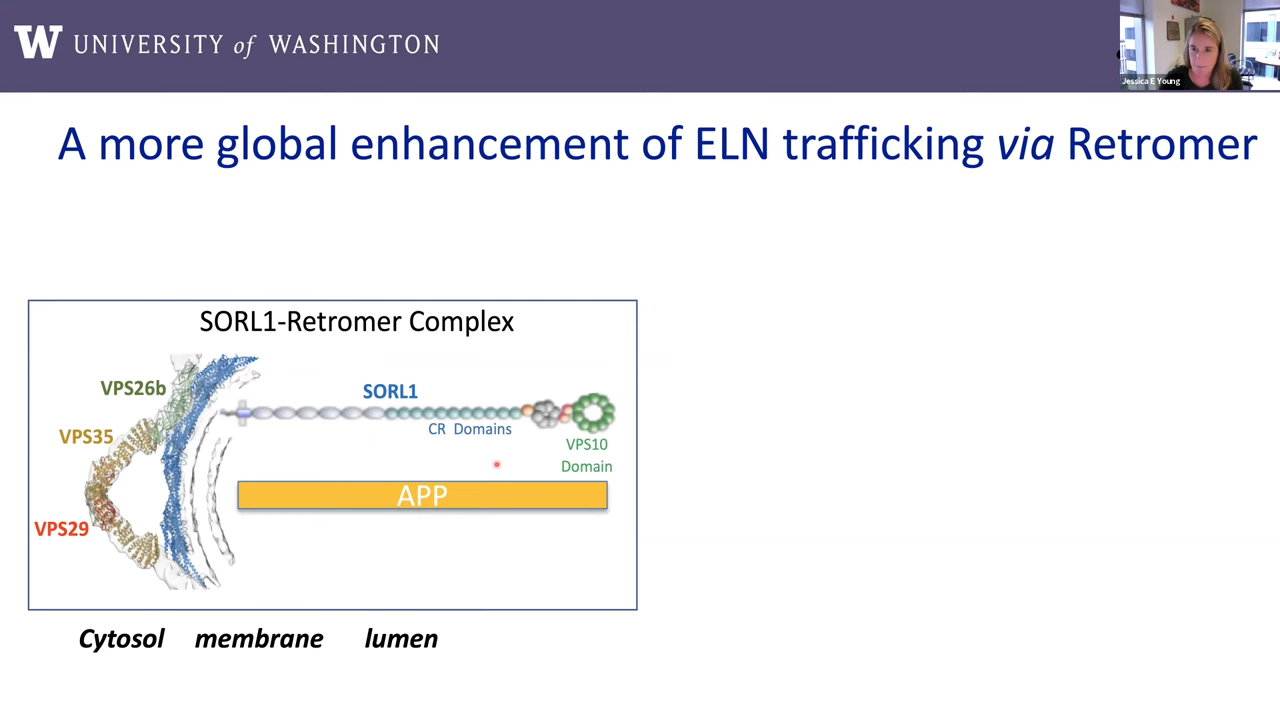 W UNIVERSITY of WASHINGTON
Jessica E Young
A more global enhancement of ELN trafficking via Retromer
SORL1-Retromer Complex
VPS26b
SORL1
VPS35
CR Domains
VPS10
Domain
APP
VPS29
Cytosol membrane lumen